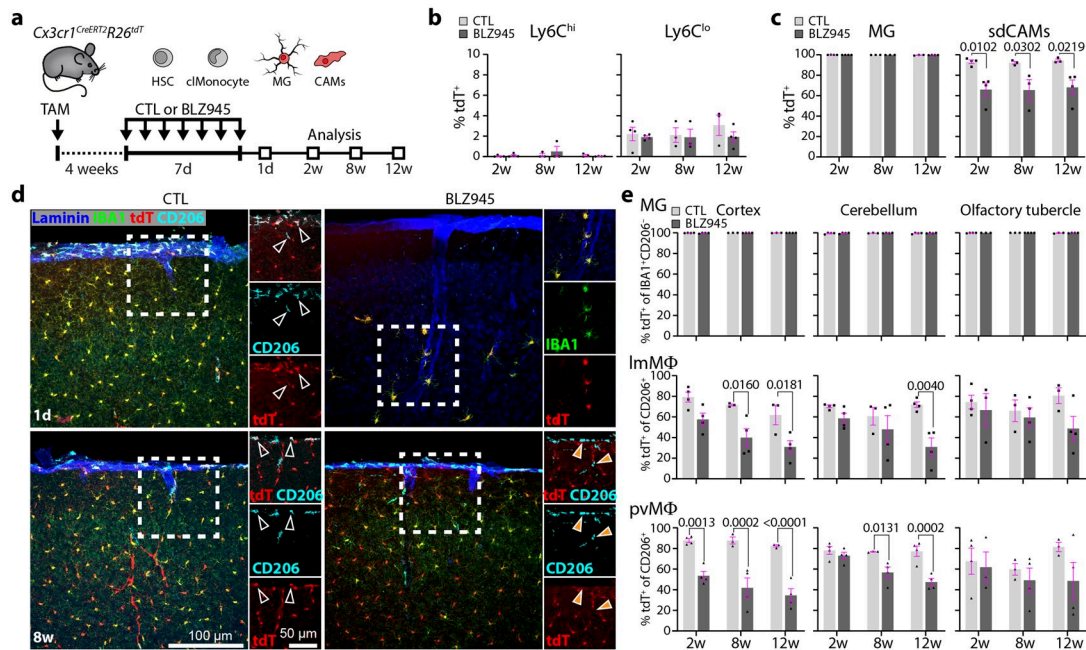 a
Cx3cr1CreERT2R26tdT
HSC
clMonocyte
MG
CAMs
TAM
CTL or BLZ945
Analysis
4 weeks
7d
1d
2w
8w
12w
b
CTL
BLZ945
Ly6Chi
Ly6Clo
% tdT+
10
8
6
4
2
0
2w 8w 12w
2w 8w 12w
c
CTL
BLZ945
MG
sdCAMs
% tdT+
100
80
60
40
20
0
0.0102
0.0302
0.0219
2w 8w 12w
2w 8w 12w
d
CTL
BLZ945
Laminin IBA1 tdT CD206
CD206
tdT
1d
IBA1
tdT
tdT CD206
CD206
tdT
8w
100 µm
50 µm
tdT CD206
CD206
tdT
e
MG
CTL
BLZ945
Cortex
Cerebellum
Olfactory tubercle
% tdT+ of IBA1+CD206-
100
80
60
40
20
0
lmMΦ
% tdT+ of CD206+
100
80
60
40
20
0
0.0160
0.0181
0.0040
pvMΦ
% tdT+ of CD206+
100
80
60
40
20
0
0.0013
0.0002
<0.0001
0.0131
0.0002
2w 8w 12w
2w 8w 12w
2w 8w 12w